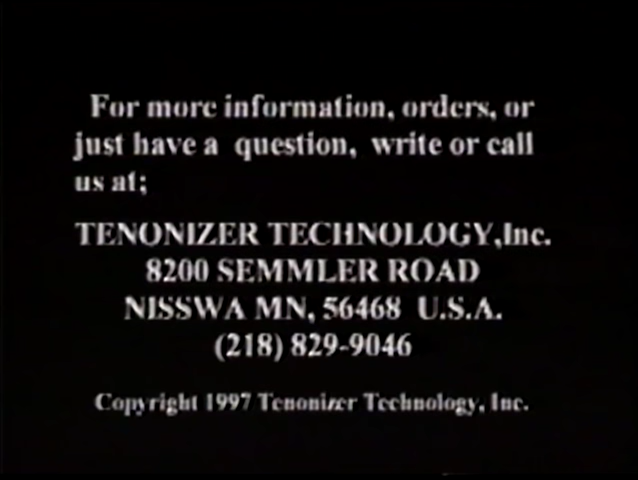 For more information, orders, or
just have a question, write or call
us at;
TENONIZER TECHNOLOGY,Inc.
8200 SEMMLER ROAD
NISSWA MN, 56468 U.S.A.
(218) 829-9046
Copyright 1997 Tenonizer Technology, Inc.